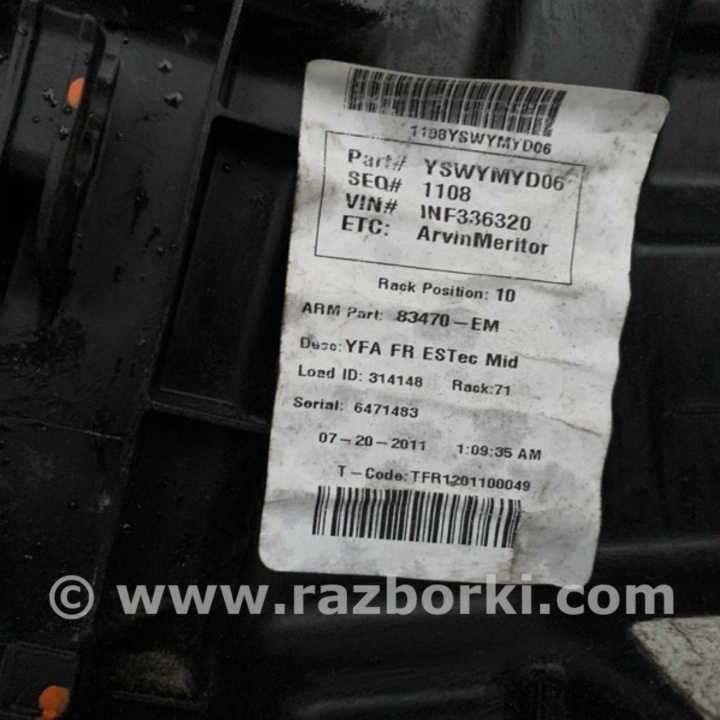 1108YSWYMYD06
Part# YSWYMYD06
SEQ# 1108
VIN# INF336320
ETC: ArvinMeritor
Rack Position: 10
ARM Part: 83470-EM
Desc: YFA FR ESTec Mid
Load ID: 314148 Rack: 71
Serial: 6471483
07-20-2011 1:09:35 AM
T-Code: TFR1201100049
© www.razborki.com